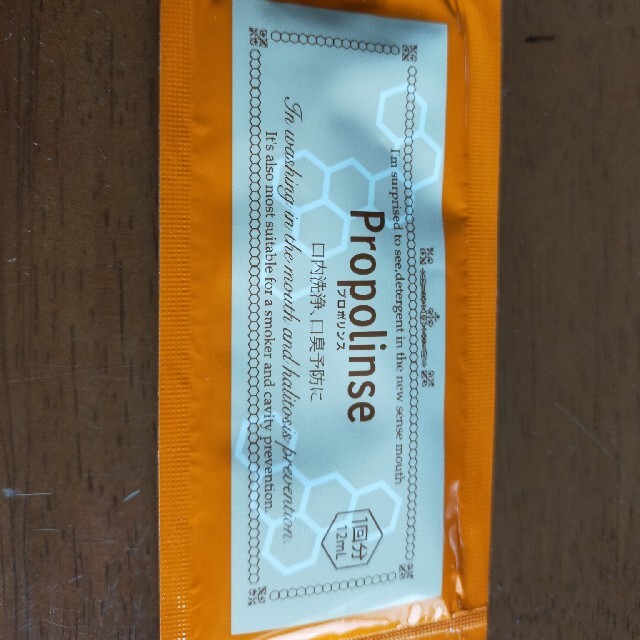 I,m surprised to see,detergent in the new sense mouth
Propolinse
プロポリンス
口内洗浄、口臭予防に
1回分
12mL
In washing in the mouth and halitosis prevention.
It's also most suitable for a smoker and cavity prevention.